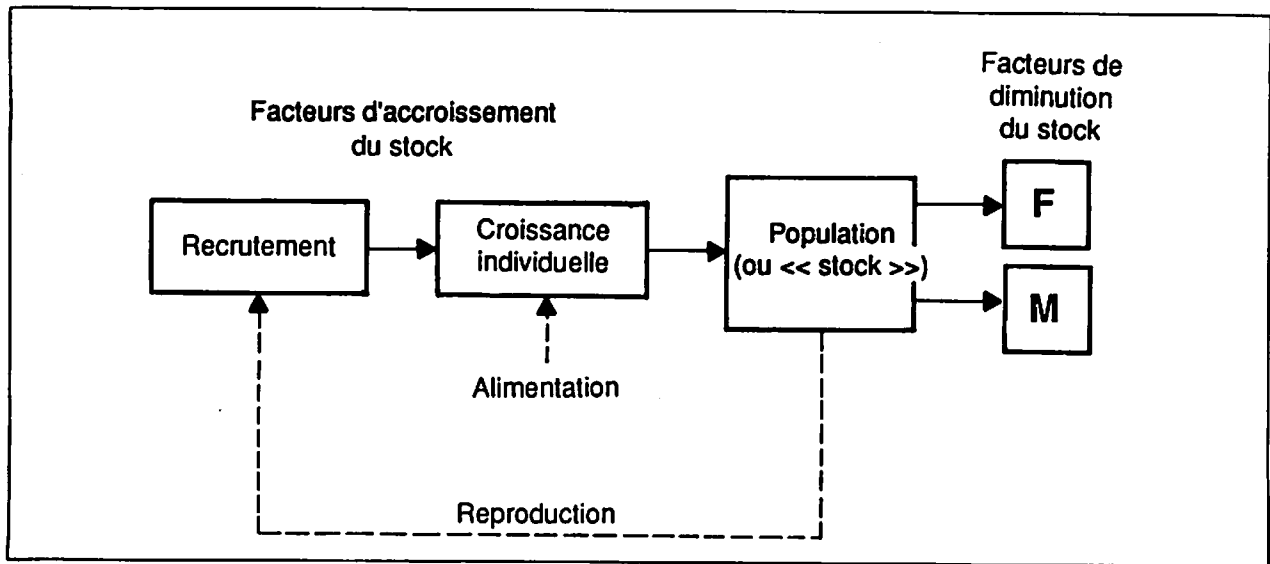 Facteurs de
diminution
du stock
Facteurs d'accroissement
du stock
F
Recrutement
Croissance
individuelle
Population
(ou << stock >>)
M
Alimentation
Reproduction